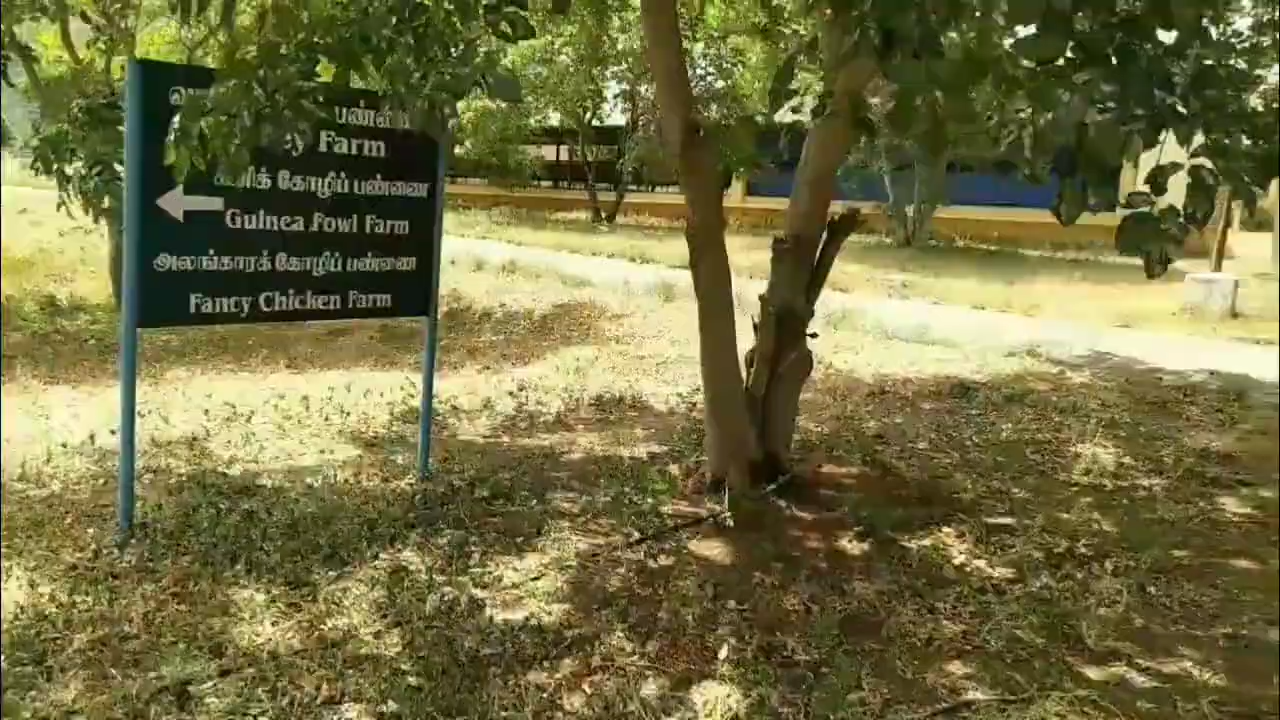 பண்ணை
Farm
கோழிப் பண்ணை
Guinea Fowl Farm
அலங்காரக் கோழிப் பண்ணை
Fancy Chicken Farm